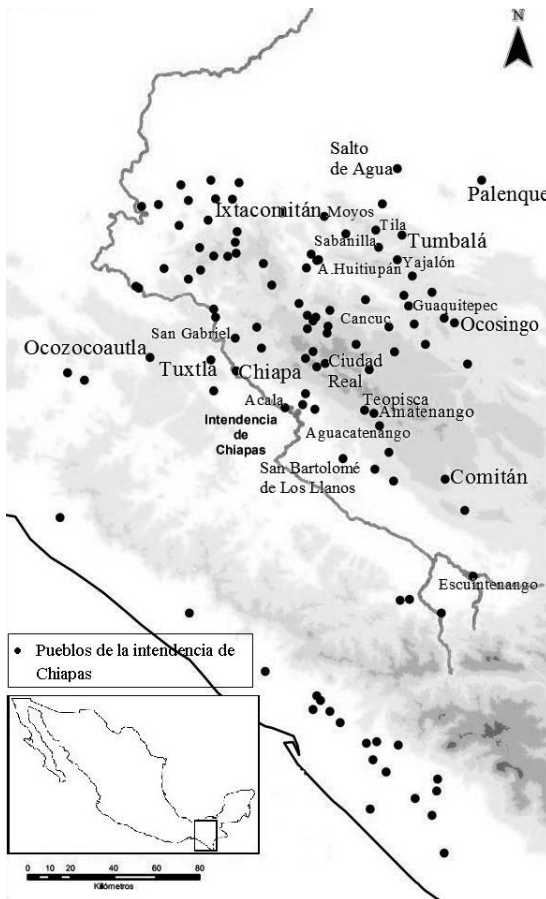 N
Salto
de Agua
Palenque
Ixtacomitán
Moyos
Tila
Sabanilla
Tumbalá
A.Huitiupán
Yajalón
Guaquitepec
Cancuc
Ocosingo
San Gabriel
Ocozocoautla
Tuxtla
Chiapa
Ciudad
Real
Acala
Teopisca
Amatenango
Intendencia
de
Chiapas
Aguacatenango
San Bartolomé
de Los Llanos
Comitán
Escuintenango
Pueblos de la intendencia de
Chiapas
0 10 20 40 60 80
Kilómetros